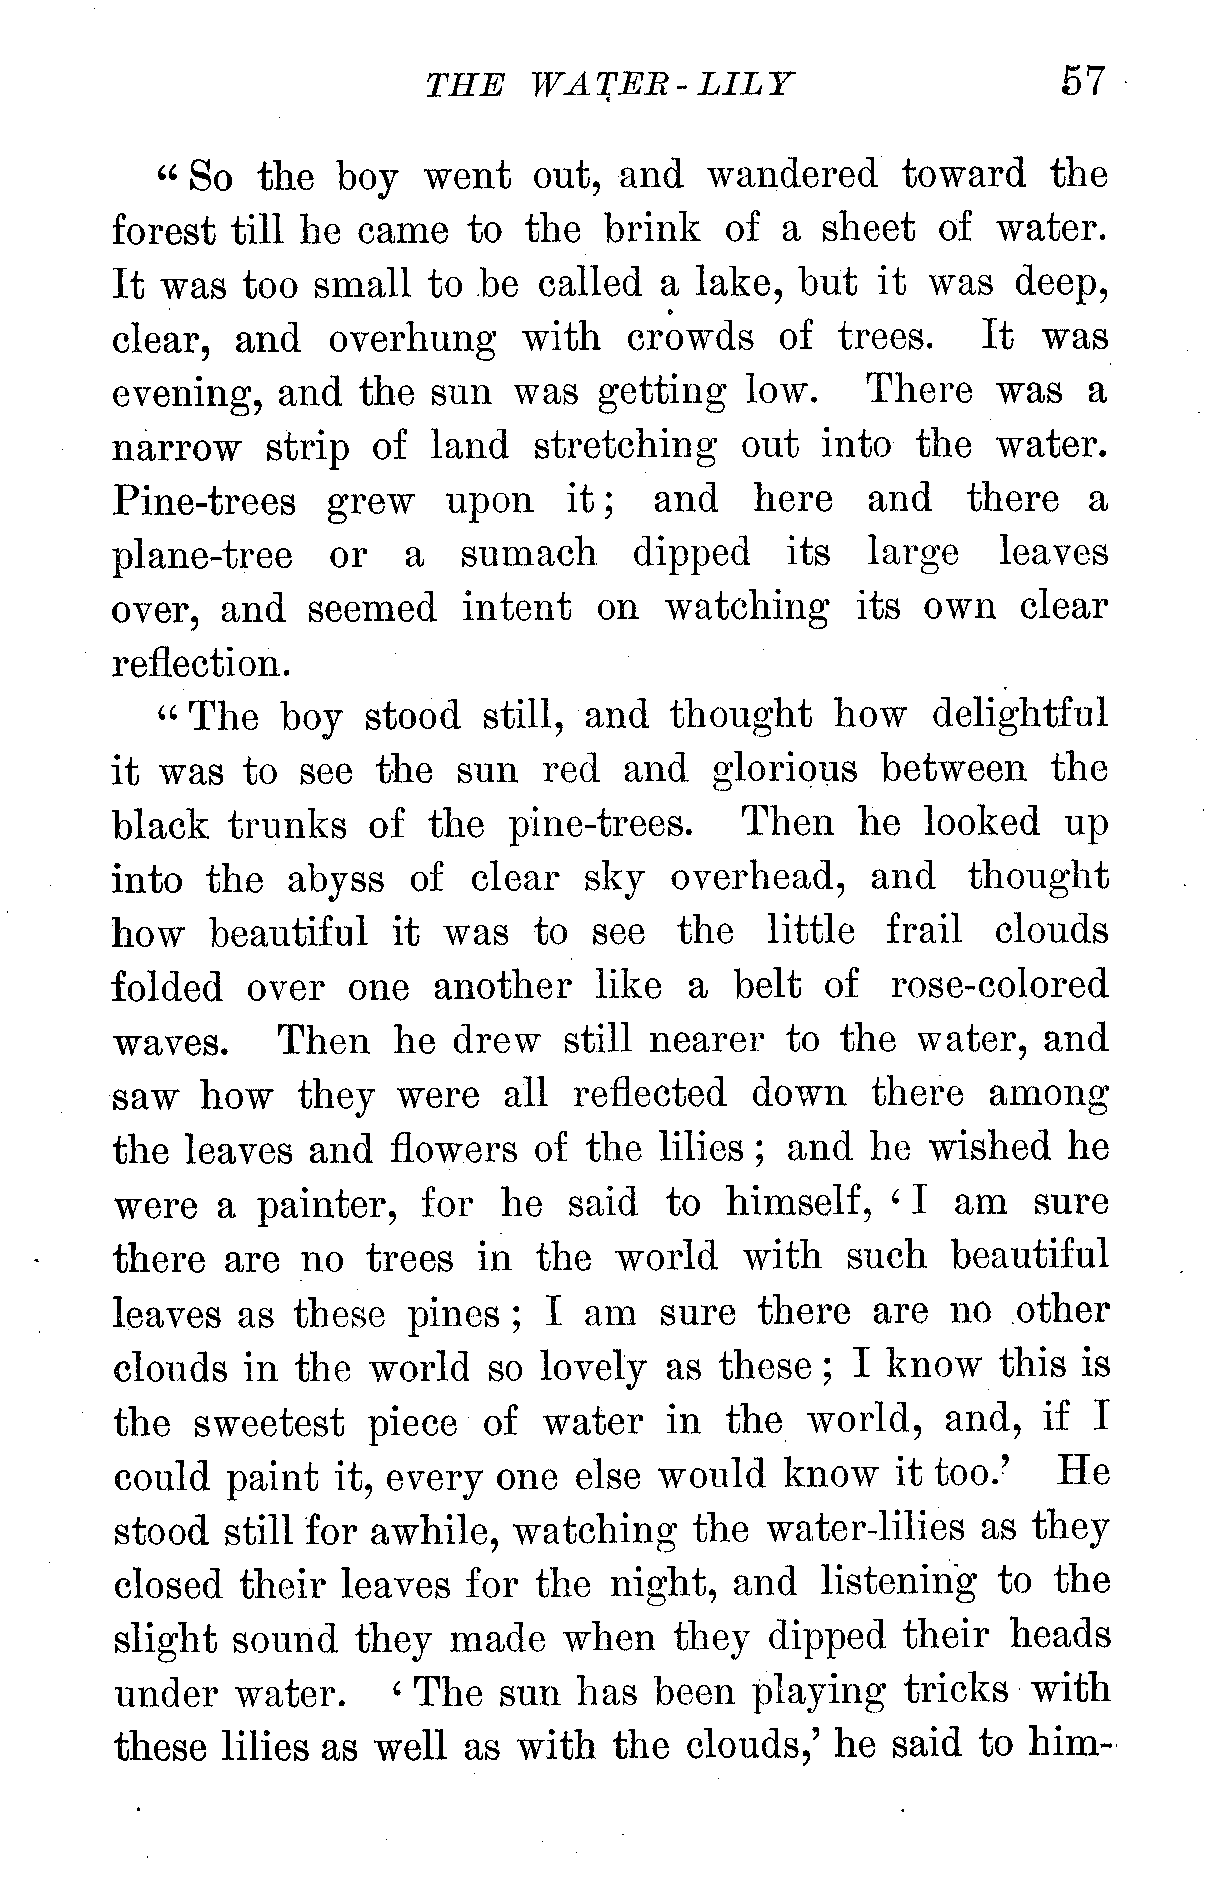 THE WATER-LILY 57
“So the boy went out, and wandered toward the
forest till he came to the brink of a sheet of water.
It was too small to be called a lake, but it was deep,
clear, and overhung with crowds of trees. It was
evening, and the sun was getting low. There was a
narrow strip of land stretching out into the water.
Pine-trees grew upon it; and here and there a
plane-tree or a sumach dipped its large leaves
over, and seemed intent on watching its own clear
reflection.
“The boy stood still, and thought how delightful
it was to see the sun red and glorious between the
black trunks of the pine-trees. Then he looked up
into the abyss of clear sky overhead, and thought
how beautiful it was to see the little frail clouds
folded over one another like a belt of rose-colored
waves. Then he drew still nearer to the water, and
saw how they were all reflected down there among
the leaves and flowers of the lilies; and he wished he
were a painter, for he said to himself, ‘I am sure
there are no trees in the world with such beautiful
leaves as these pines; I am sure there are no other
clouds in the world so lovely as these; I know this is
the sweetest piece of water in the world, and, if I
could paint it, every one else would know it too.’ He
stood still for awhile, watching the water-lilies as they
closed their leaves for the night, and listening to the
slight sound they made when they dipped their heads
under water. ‘The sun has been playing tricks with
these lilies as well as with the clouds,’ he said to him-